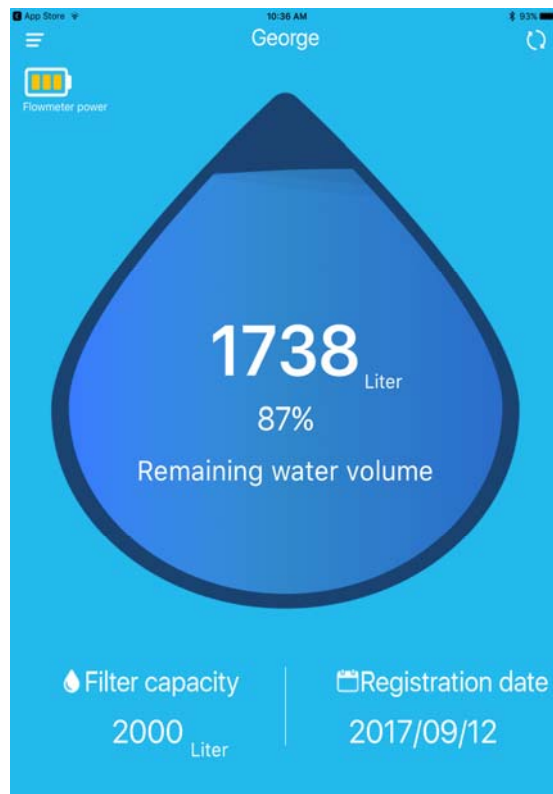 App Store 10:36 AM 93%
George
Flowmeter power
1738 Liter
87%
Remaining water volume
Filter capacity Registration date
2000 Liter 2017/09/12